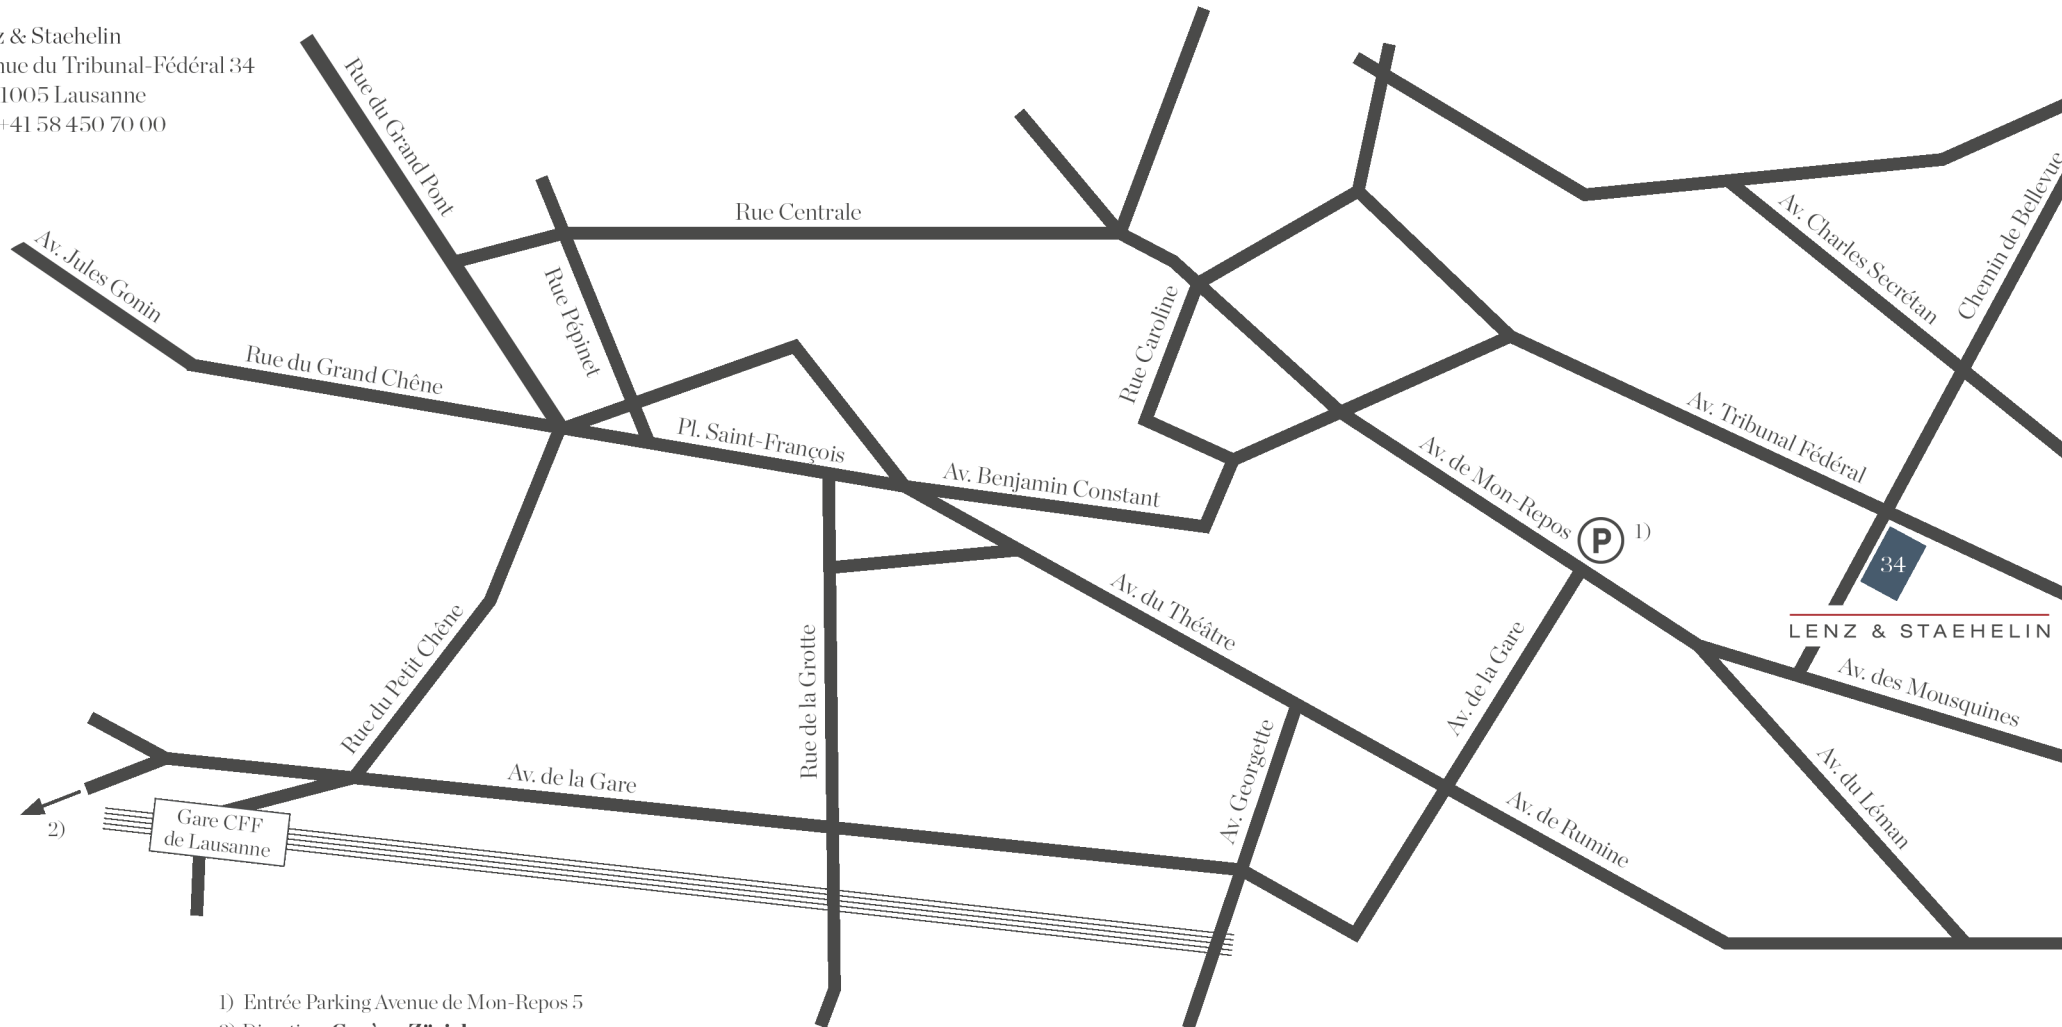 & Staehelin
du Tribunal-Fédéral 34
1005 Lausanne
+41 58 450 70 00
Rue du Grand Pont
Av. Jules Gonin
Rue Centrale
Rue Pépinet
Rue du Grand Chêne
Pl. Saint-François
Av. Benjamin Constant
Rue Caroline
Av. Charles Secrétan
Chemin de Bellevue
Av. Tribunal Fédéral
Av. de Mon-Repos
P
1)
34
LENZ & STAEHELIN
Av. du Théâtre
Av. de la Gare
Av. des Mousquines
Rue du Petit Chêne
Rue de la Grotte
Av. Georgette
Av. du Léman
Av. de la Gare
Av. de Rumine
Gare CFF
de Lausanne
2)
1) Entrée Parking Avenue de Mon-Repos 5